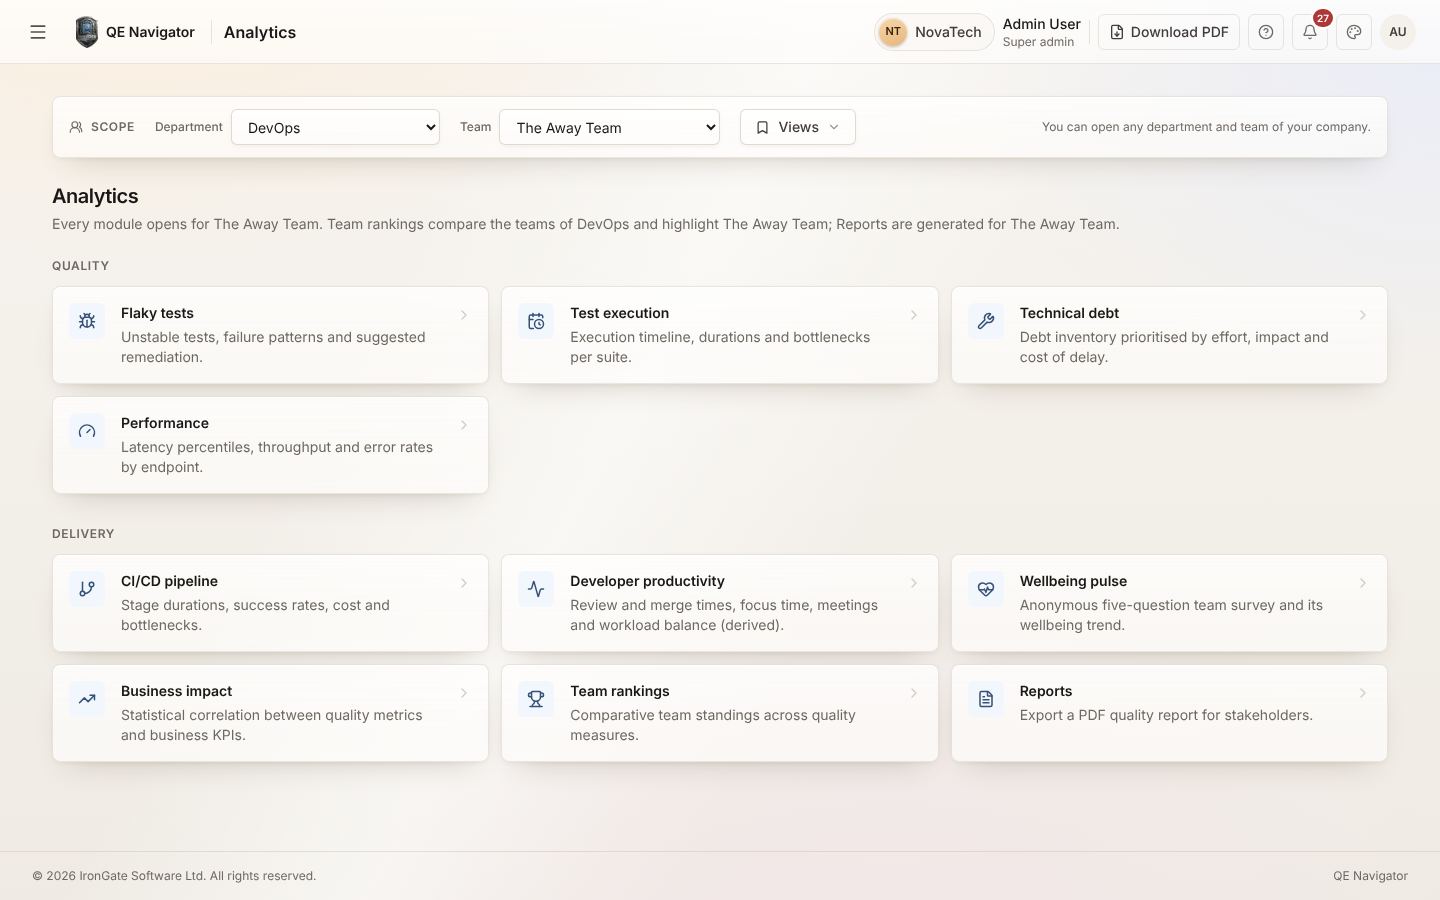 QE Navigator
Analytics
NT
NovaTech
Admin User
Super admin
Download PDF
27
AU
SCOPE
Department
DevOps
Team
The Away Team
Views
You can open any department and team of your company.
Analytics
Every module opens for The Away Team. Team rankings compare the teams of DevOps and highlight The Away Team; Reports are generated for The Away Team.
QUALITY
Flaky tests
Unstable tests, failure patterns and suggested
remediation.
Test execution
Execution timeline, durations and bottlenecks
per suite.
Technical debt
Debt inventory prioritised by effort, impact and
cost of delay.
Performance
Latency percentiles, throughput and error rates
by endpoint.
DELIVERY
CI/CD pipeline
Stage durations, success rates, cost and
bottlenecks.
Developer productivity
Review and merge times, focus time, meetings
and workload balance (derived).
Wellbeing pulse
Anonymous five-question team survey and its
wellbeing trend.
Business impact
Statistical correlation between quality metrics
and business KPIs.
Team rankings
Comparative team standings across quality
measures.
Reports
Export a PDF quality report for stakeholders.
© 2026 IronGate Software Ltd. All rights reserved.
QE Navigator